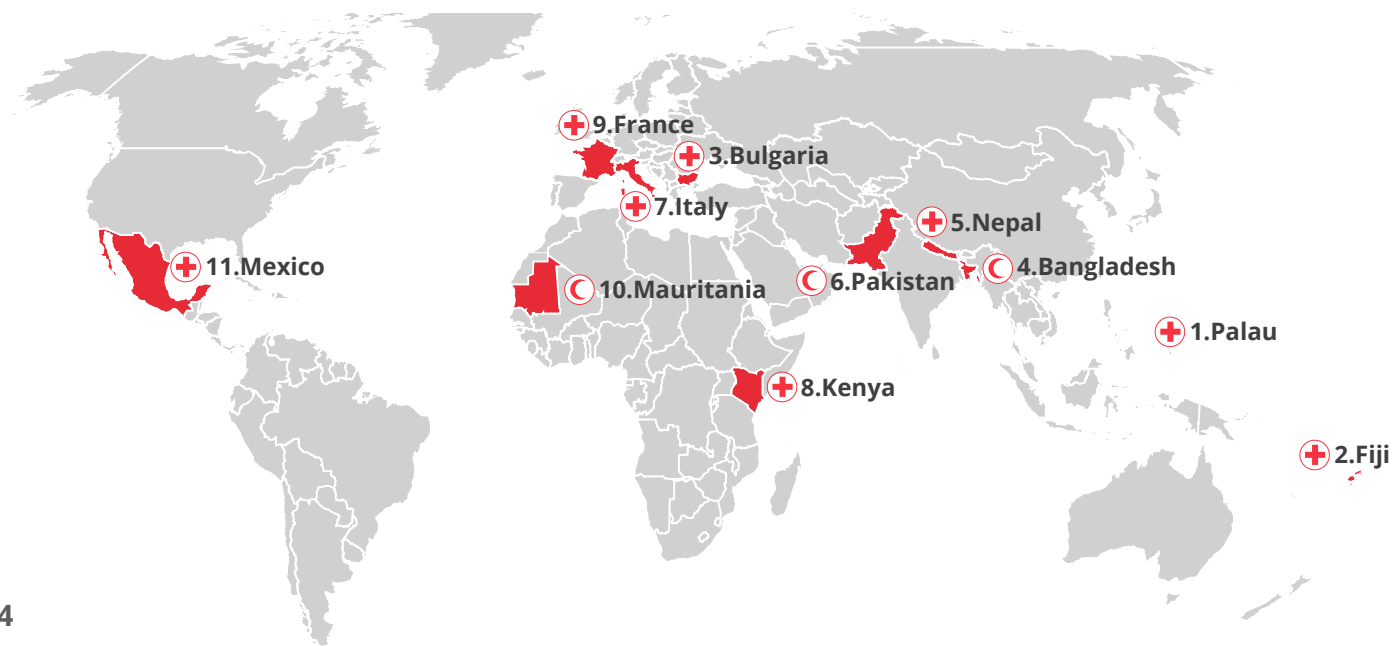 9.France
3.Bulgaria
7.Italy
5.Nepal
11.Mexico
4.Bangladesh
10.Mauritania
6.Pakistan
1.Palau
8.Kenya
2.Fiji
4